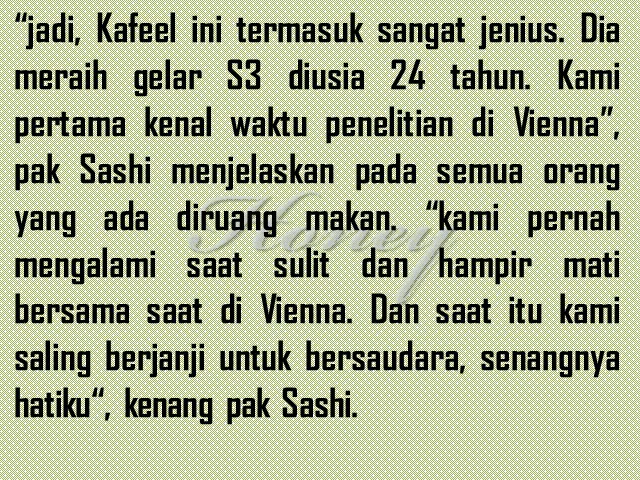 “jadi, Kafeel ini termasuk sangat jenius. Dia
meraih gelar S3 diusia 24 tahun. Kami
pertama kenal waktu penelitian di Vienna”,
pak Sashi menjelaskan pada semua orang
yang ada diruang makan. “kami pernah
mengalami saat sulit dan hampir mati
bersama saat di Vienna. Dan saat itu kami
saling berjanji untuk bersaudara, senangnya
hatiku“, kenang pak Sashi.
Honey